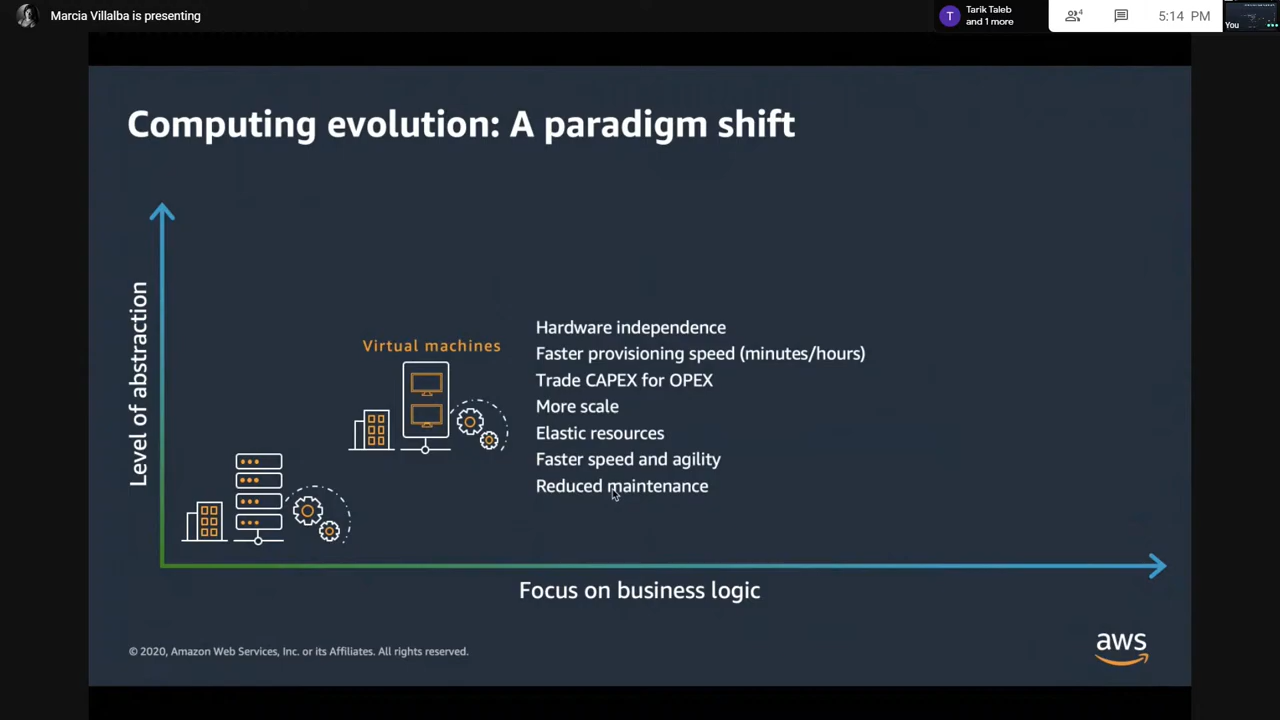 Marcia Villalba is presenting
T
Tarik Taleb
and 1 more
4
5:14 PM
You
Computing evolution: A paradigm shift
Level of abstraction
Virtual machines
Hardware independence
Faster provisioning speed (minutes/hours)
Trade CAPEX for OPEX
More scale
Elastic resources
Faster speed and agility
Reduced maintenance
Focus on business logic
© 2020, Amazon Web Services, Inc. or its Affiliates. All rights reserved.
aws